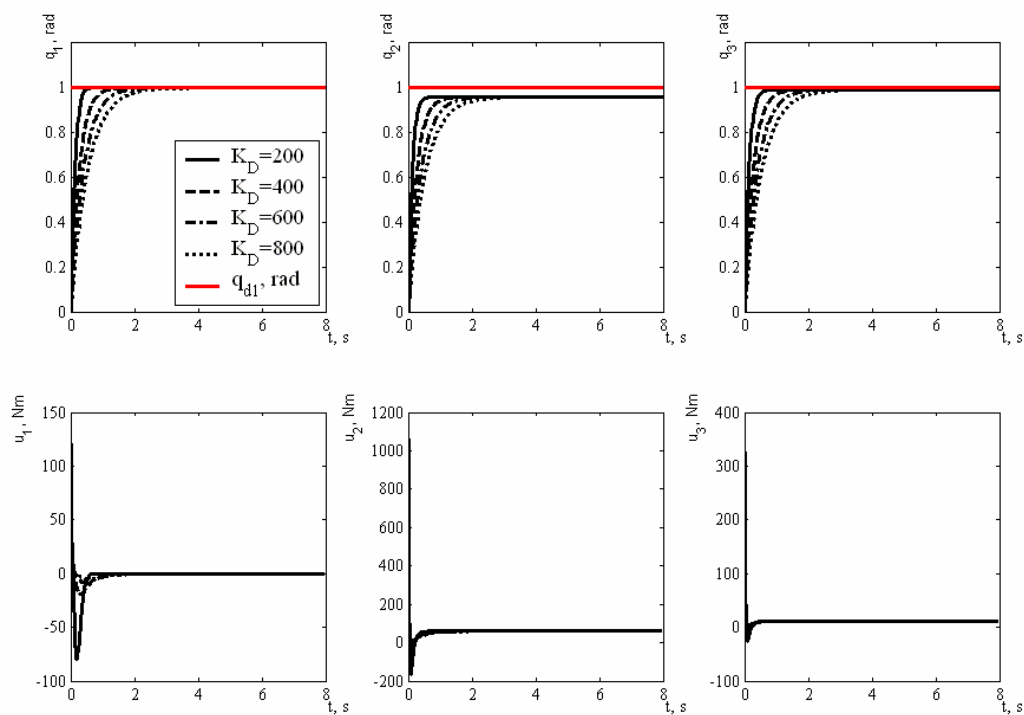 q1, rad
1
0.8
0.6
0.4
0.2
0
0 2 4 6 8
t, s
KD=200
KD=400
KD=600
KD=800
qd1, rad
q2, rad
1
0.8
0.6
0.4
0.2
0
0 2 4 6 8
t, s
q3, rad
1
0.8
0.6
0.4
0.2
0
0 2 4 6 8
t, s
u1, Nm
150
100
50
0
-50
-100
0 2 4 6 8
t, s
u2, Nm
1200
1000
800
600
400
200
0
-200
0 2 4 6 8
t, s
u3, Nm
400
300
200
100
0
-100
0 2 4 6 8
t, s